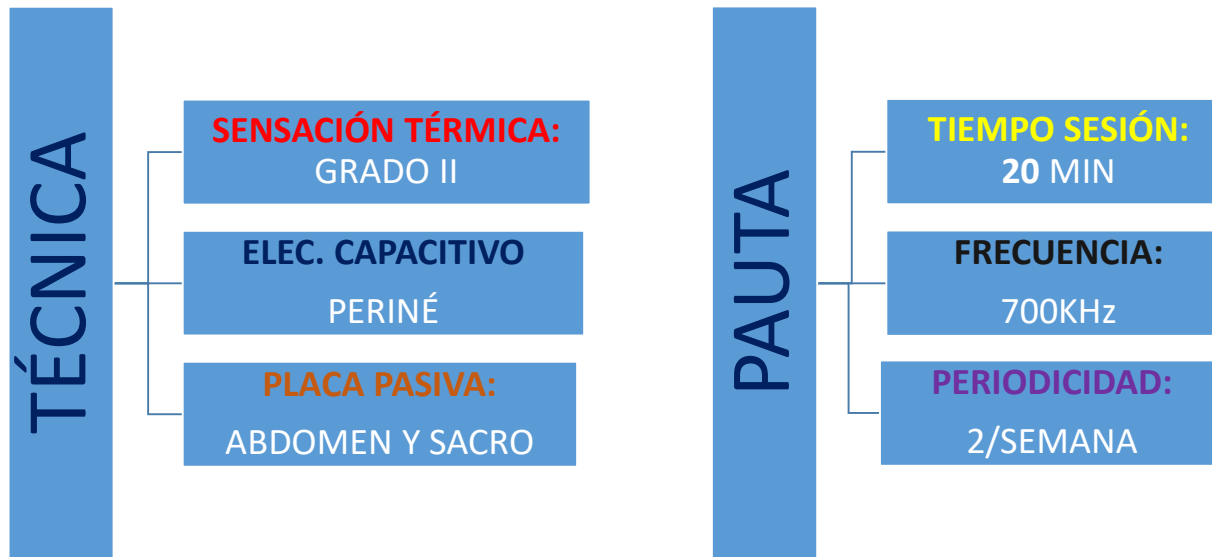 TÉCNICA
SENSACIÓN TÉRMICA:
GRADO II
ELEC. CAPACITIVO
PERINÉ
PLACA PASIVA:
ABDOMEN Y SACRO
PAUTA
TIEMPO SESIÓN:
20 MIN
FRECUENCIA:
700KHz
PERIODICIDAD:
2/SEMANA